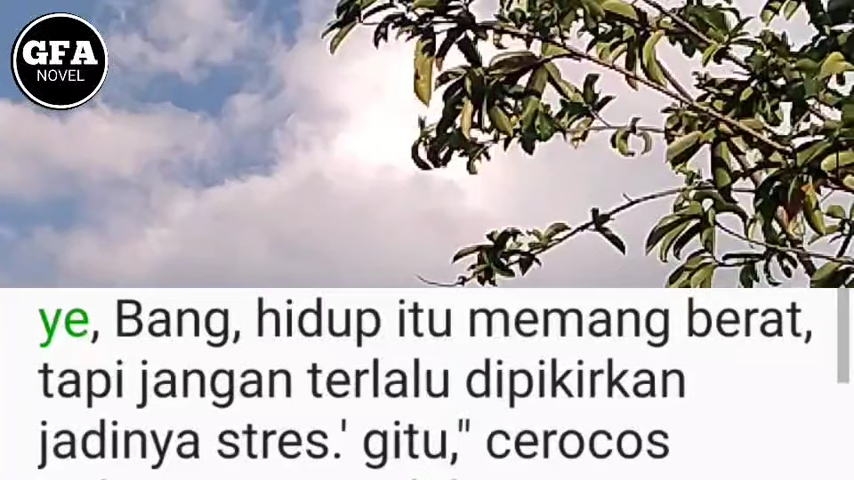 GFA
NOVEL
ye, Bang, hidup itu memang berat,
tapi jangan terlalu dipikirkan
jadinya stres.' gitu," cerocos